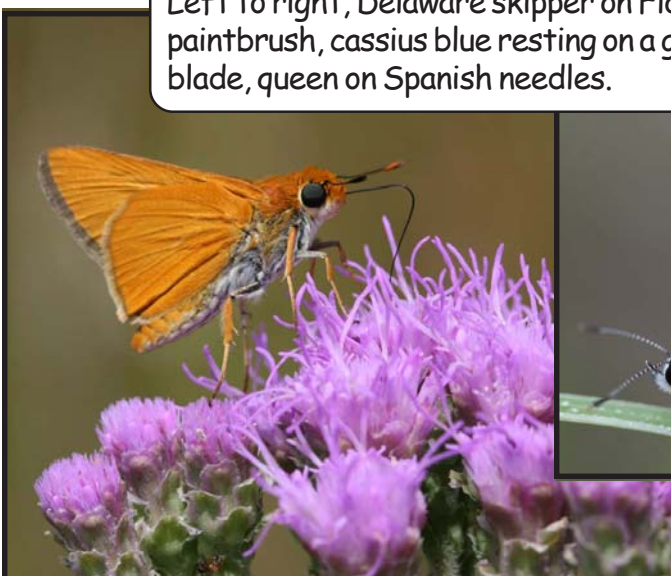 Left to right, Delaware skipper on
paintbrush, cassius blue resting on a
blade, queen on Spanish needles.